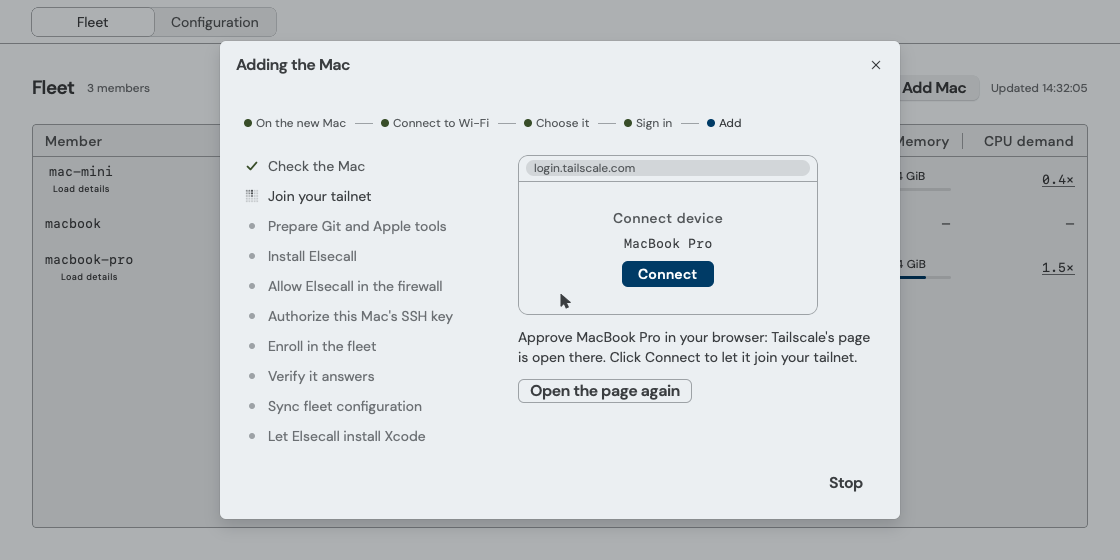 Fleet
Configuration
Fleet
3 members
Add Mac
Updated 14:32:05
Member
Memory
CPU demand
mac-mini
Load details
GiB
0.4×
macbook
—
—
macbook-pro
Load details
GiB
1.5×
Adding the Mac
×
On the new Mac
Connect to Wi-Fi
Choose it
Sign in
Add
Check the Mac
Join your tailnet
Prepare Git and Apple tools
Install Elsecall
Allow Elsecall in the firewall
Authorize this Mac's SSH key
Enroll in the fleet
Verify it answers
Sync fleet configuration
Let Elsecall install Xcode
login.tailscale.com
Connect device
MacBook Pro
Connect
Approve MacBook Pro in your browser: Tailscale's page
is open there. Click Connect to let it join your tailnet.
Open the page again
Stop